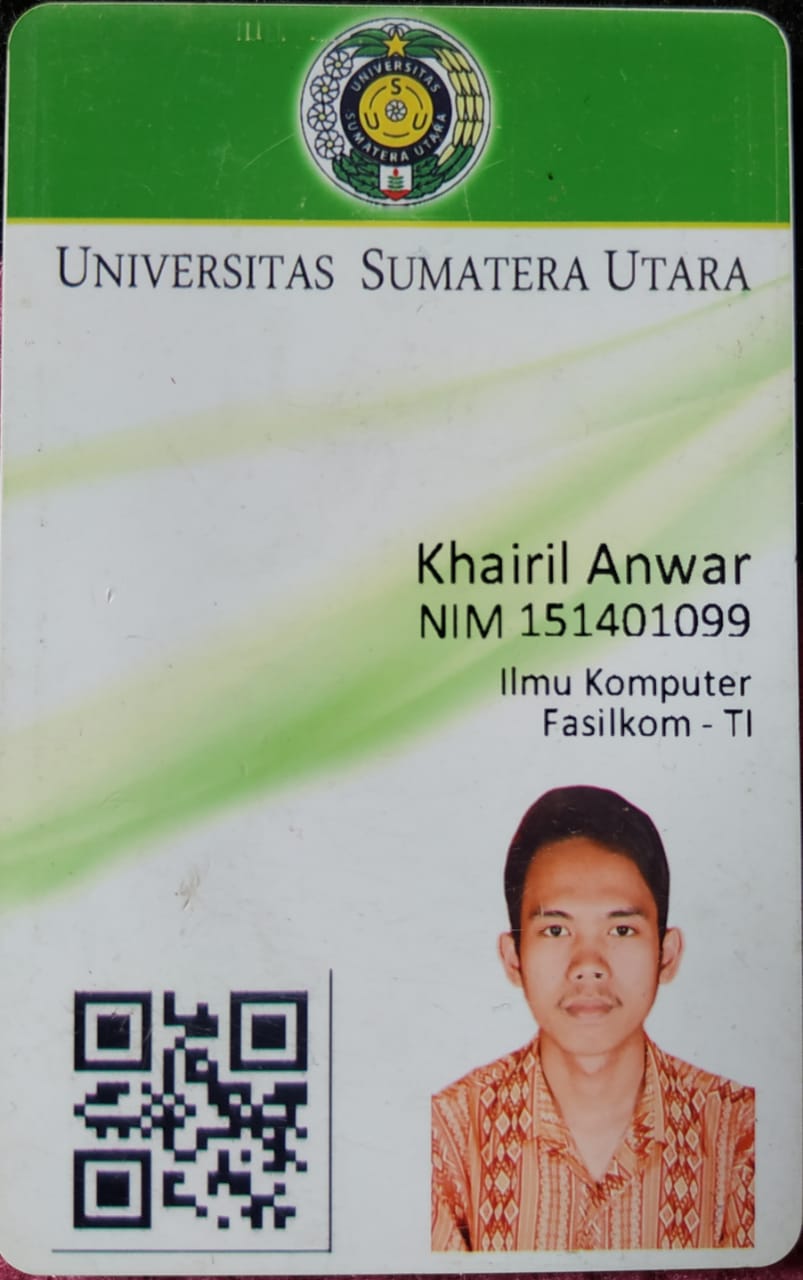 UNIVERSITAS SUMATERA UTARA
S U U
UNIVERSITAS SUMATERA UTARA
Khairil Anwar
NIM 151401099
Ilmu Komputer
Fasilkom - TI